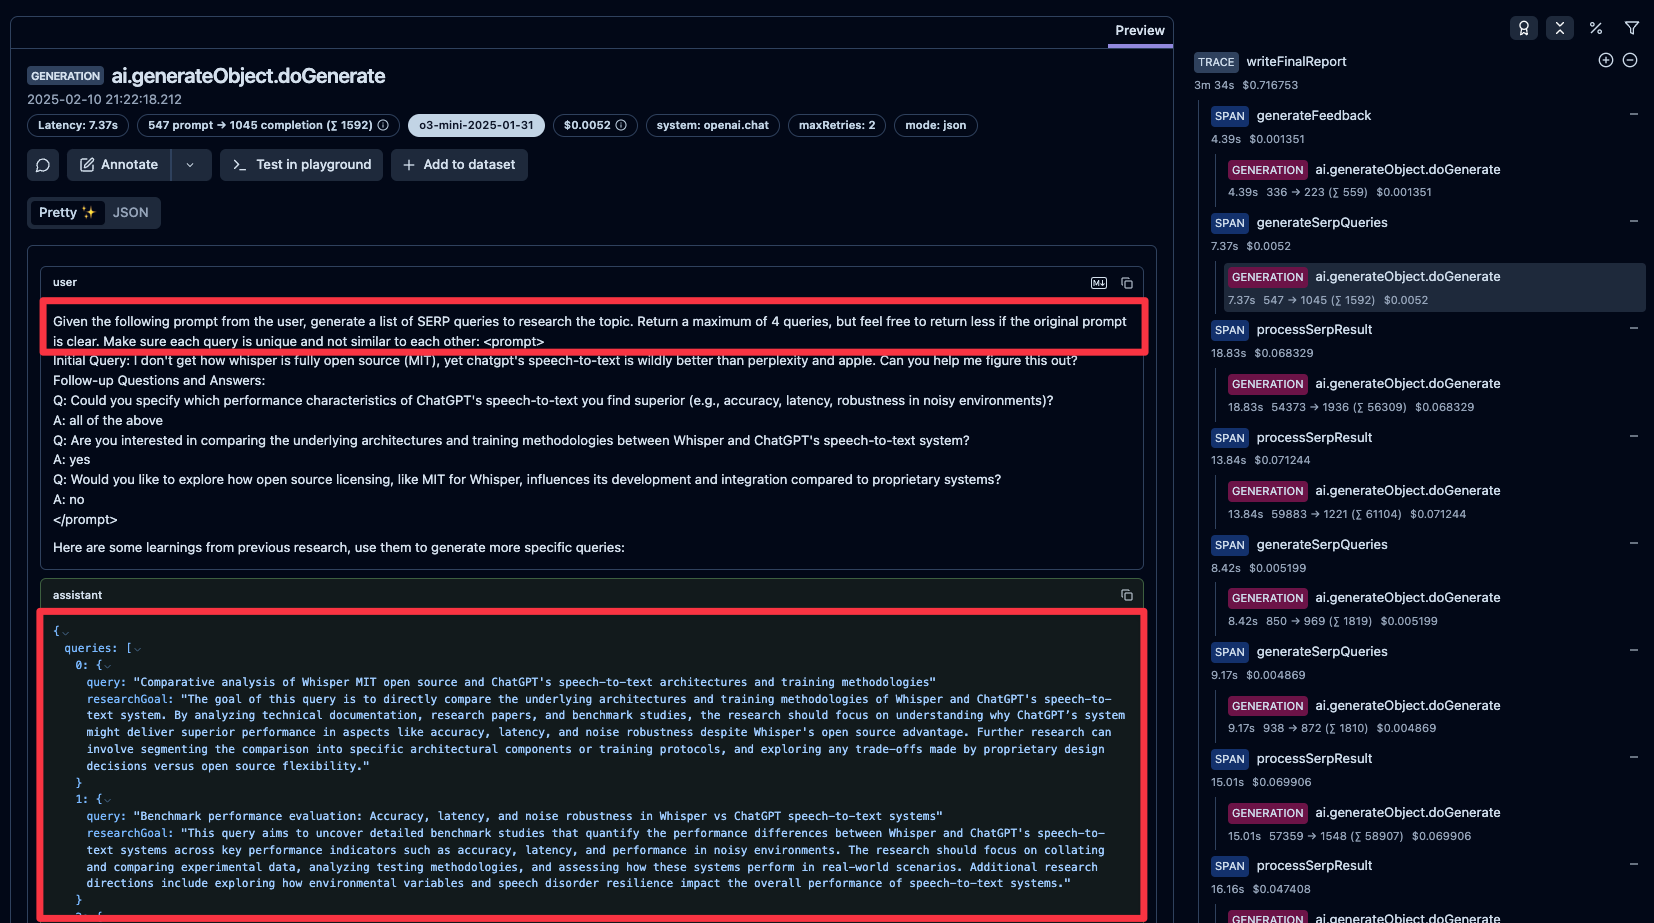 Preview
GENERATION ai.generateObject.doGenerate
2025-02-10 21:22:18.212
Latency: 7.37s 547 prompt → 1045 completion (∑ 1592) o3-mini-2025-01-31 $0.0052 system: openai.chat maxRetries: 2 mode: json
Annotate Test in playground + Add to dataset
Pretty ✨ JSON
user
M↓
Given the following prompt from the user, generate a list of SERP queries to research the topic. Return a maximum of 4 queries, but feel free to return less if the original prompt
is clear. Make sure each query is unique and not similar to each other: <prompt>
Initial Query: I don't get how whisper is fully open source (MIT), yet chatgpt's speech-to-text is wildly better than perplexity and apple. Can you help me figure this out?
Follow-up Questions and Answers:
Q: Could you specify which performance characteristics of ChatGPT's speech-to-text you find superior (e.g., accuracy, latency, robustness in noisy environments)?
A: all of the above
Q: Are you interested in comparing the underlying architectures and training methodologies between Whisper and ChatGPT's speech-to-text system?
A: yes
Q: Would you like to explore how open source licensing, like MIT for Whisper, influences its development and integration compared to proprietary systems?
A: no
</prompt>
Here are some learnings from previous research, use them to generate more specific queries:
assistant
{
queries: [
0: {
query: "Comparative analysis of Whisper MIT open source and ChatGPT's speech-to-text architectures and training methodologies"
researchGoal: "The goal of this query is to directly compare the underlying architectures and training methodologies of Whisper and ChatGPT's speech-to-
text system. By analyzing technical documentation, research papers, and benchmark studies, the research should focus on understanding why ChatGPT's system
might deliver superior performance in aspects like accuracy, latency, and noise robustness despite Whisper's open source advantage. Further research can
involve segmenting the comparison into specific architectural components or training protocols, and exploring any trade-offs made by proprietary design
decisions versus open source flexibility."
}
1: {
query: "Benchmark performance evaluation: Accuracy, latency, and noise robustness in Whisper vs ChatGPT speech-to-text systems"
researchGoal: "This query aims to uncover detailed benchmark studies that quantify the performance differences between Whisper and ChatGPT's speech-to-
text systems across key performance indicators such as accuracy, latency, and performance in noisy environments. The research should focus on collating
and comparing experimental data, analyzing testing methodologies, and assessing how these systems perform in real-world scenarios. Additional research
directions include exploring how environmental variables and speech disorder resilience impact the overall performance of speech-to-text systems."
}
2: {
TRACE writeFinalReport
3m 34s $0.716753
SPAN generateFeedback
4.39s $0.001351
GENERATION ai.generateObject.doGenerate
4.39s 336 → 223 (∑ 559) $0.001351
SPAN generateSerpQueries
7.37s $0.0052
GENERATION ai.generateObject.doGenerate
7.37s 547 → 1045 (∑ 1592) $0.0052
SPAN processSerpResult
18.83s $0.068329
GENERATION ai.generateObject.doGenerate
18.83s 54373 → 1936 (∑ 56309) $0.068329
SPAN processSerpResult
13.84s $0.071244
GENERATION ai.generateObject.doGenerate
13.84s 59883 → 1221 (∑ 61104) $0.071244
SPAN generateSerpQueries
8.42s $0.005199
GENERATION ai.generateObject.doGenerate
8.42s 850 → 969 (∑ 1819) $0.005199
SPAN generateSerpQueries
9.17s $0.004869
GENERATION ai.generateObject.doGenerate
9.17s 938 → 872 (∑ 1810) $0.004869
SPAN processSerpResult
15.01s $0.069906
GENERATION ai.generateObject.doGenerate
15.01s 57359 → 1548 (∑ 58907) $0.069906
SPAN processSerpResult
16.16s $0.047408
GENERATION ai.generateObject.doGenerate